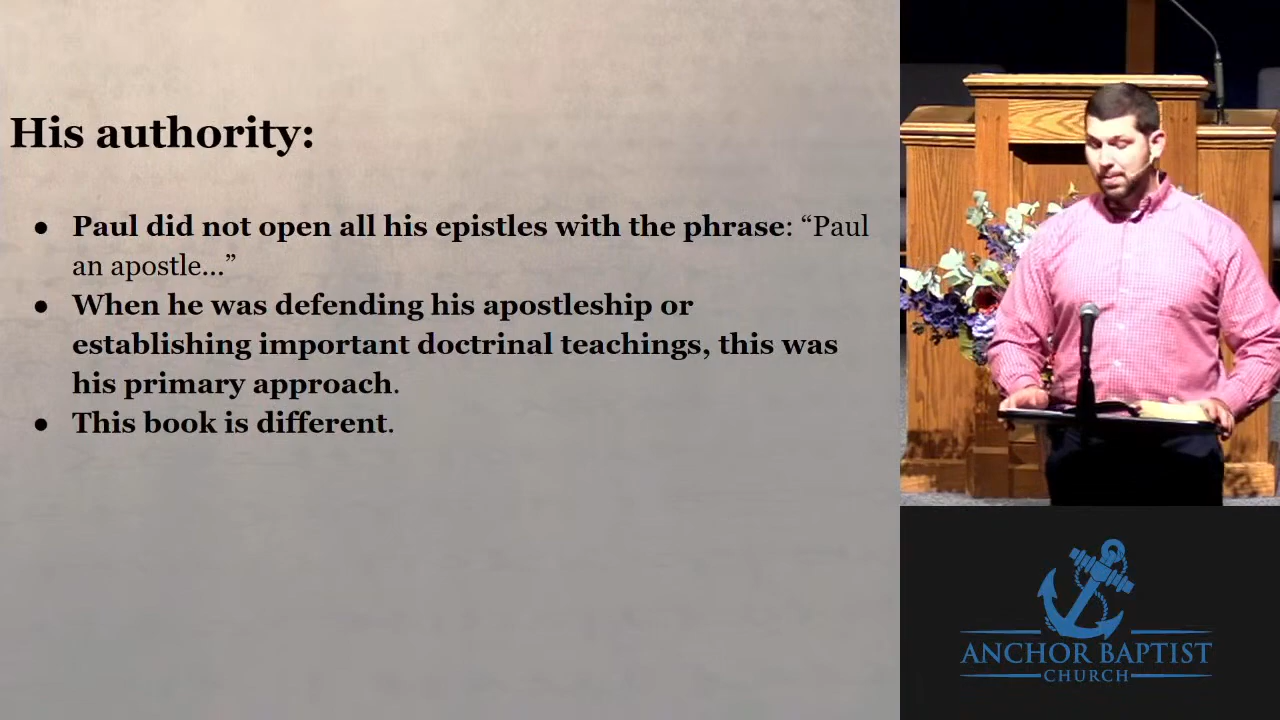 His authority:
● Paul did not open all his epistles with the phrase: “Paul
an apostle...”
● When he was defending his apostleship or
establishing important doctrinal teachings, this was
his primary approach.
● This book is different.
ANCHOR BAPTIST
CHURCH